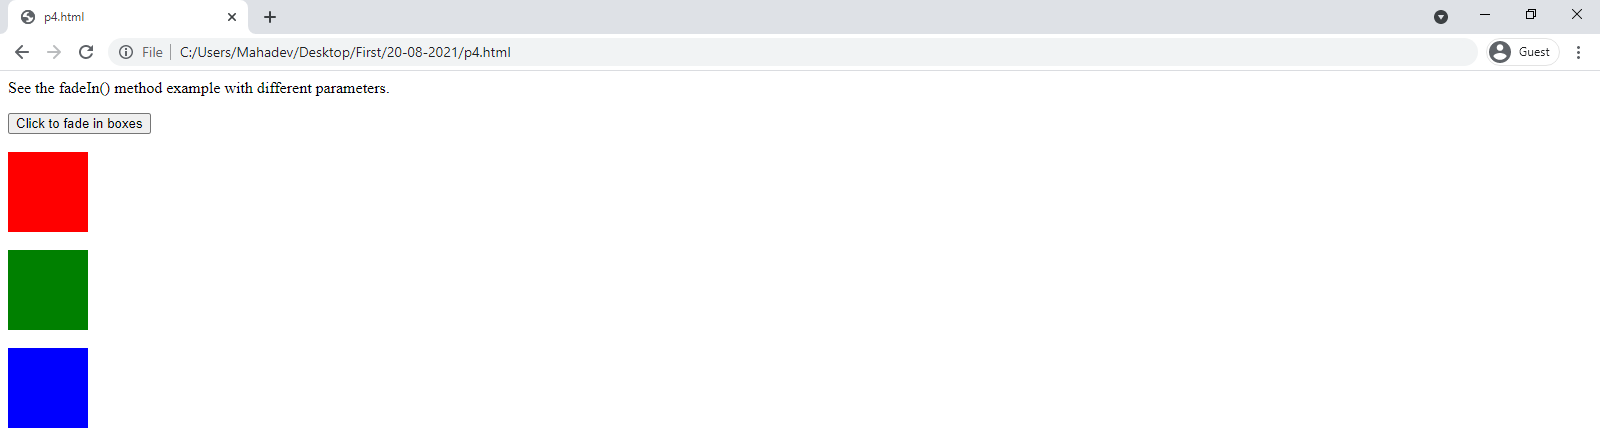 p4.html
File C:/Users/Mahadev/Desktop/First/20-08-2021/p4.html
Guest
See the fadeIn() method example with different parameters.
Click to fade in boxes